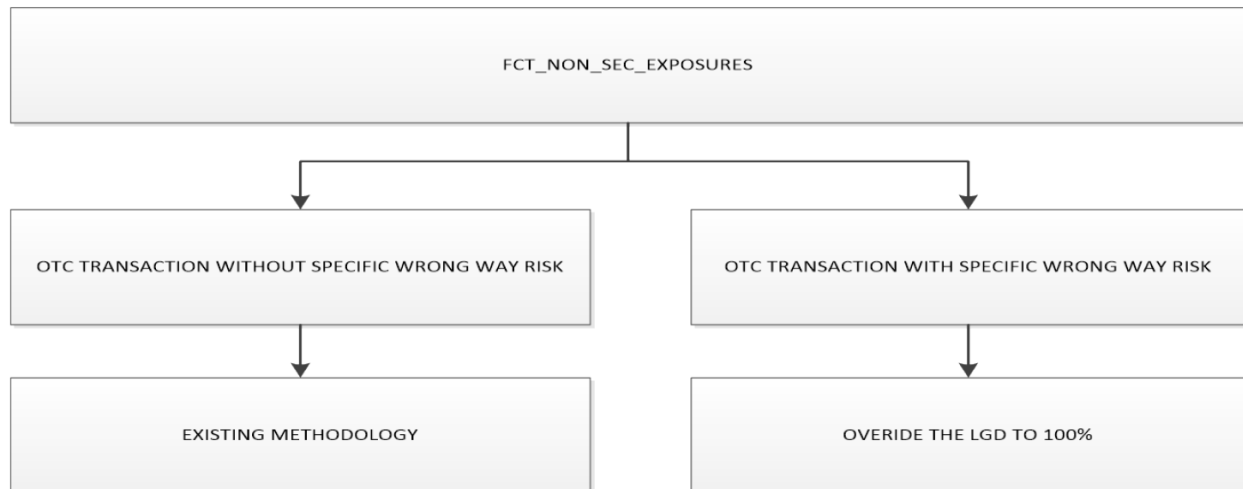 FCT_NON_SEC_EXPOSURES
OTC TRANSACTION WITHOUT SPECIFIC WRONG WAY RISK
OTC TRANSACTION WITH SPECIFIC WRONG WAY RISK
EXISTING METHODOLOGY
OVERIDE THE LGD TO 100%